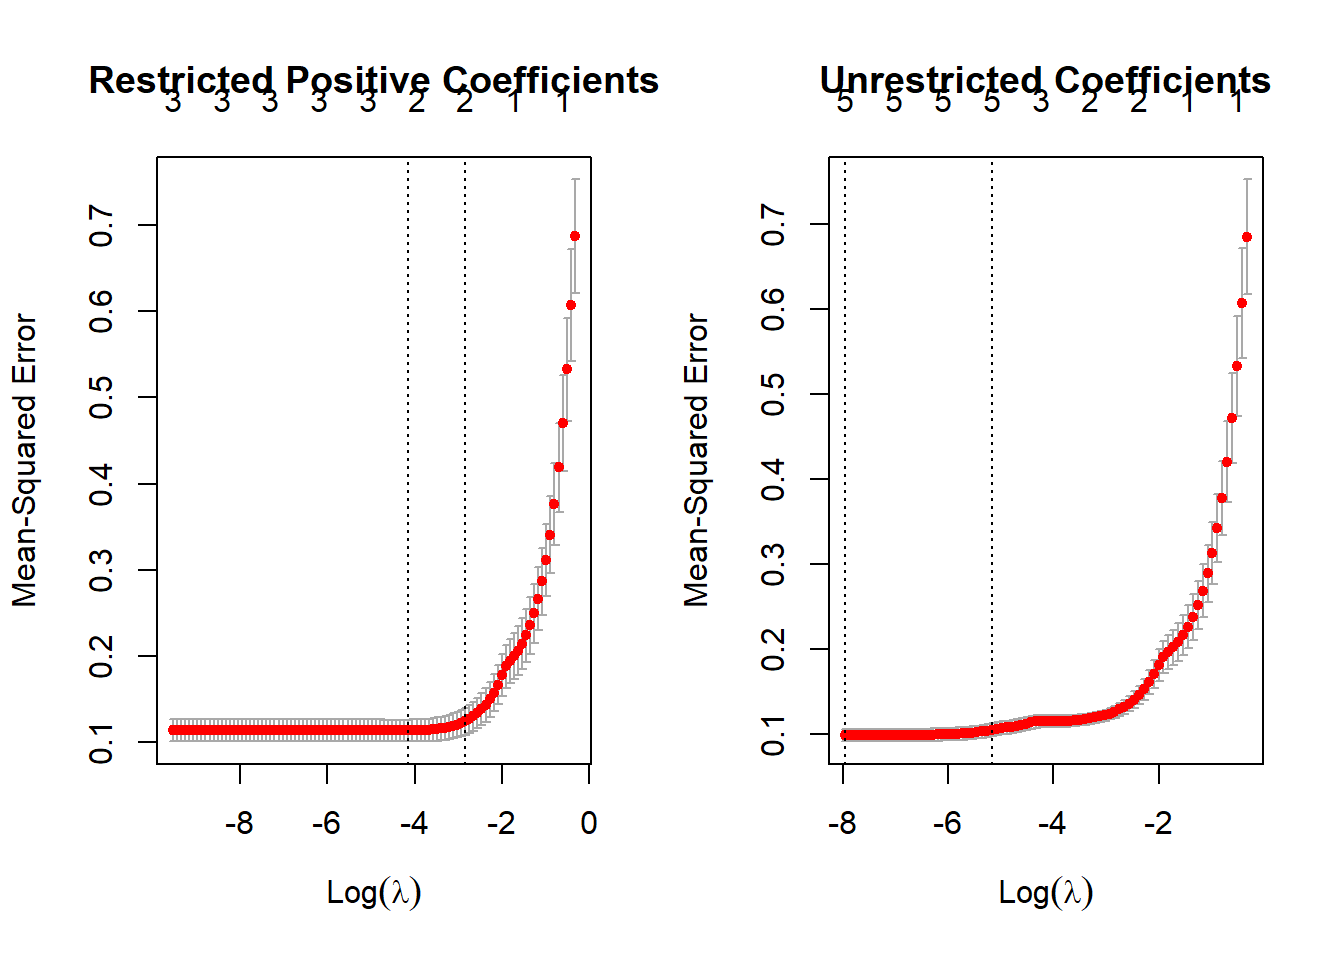 Restricted Positive Coefficients
3 3 3 3 3 2 2 1 1
Mean-Squared Error
0.7
0.6
0.5
0.4
0.3
0.2
0.1
-8 -6 -4 -2 0
Log(λ)
Unrestricted Coefficients
5 5 5 5 3 2 2 1 1
Mean-Squared Error
0.7
0.6
0.5
0.4
0.3
0.2
0.1
-8 -6 -4 -2
Log(λ)